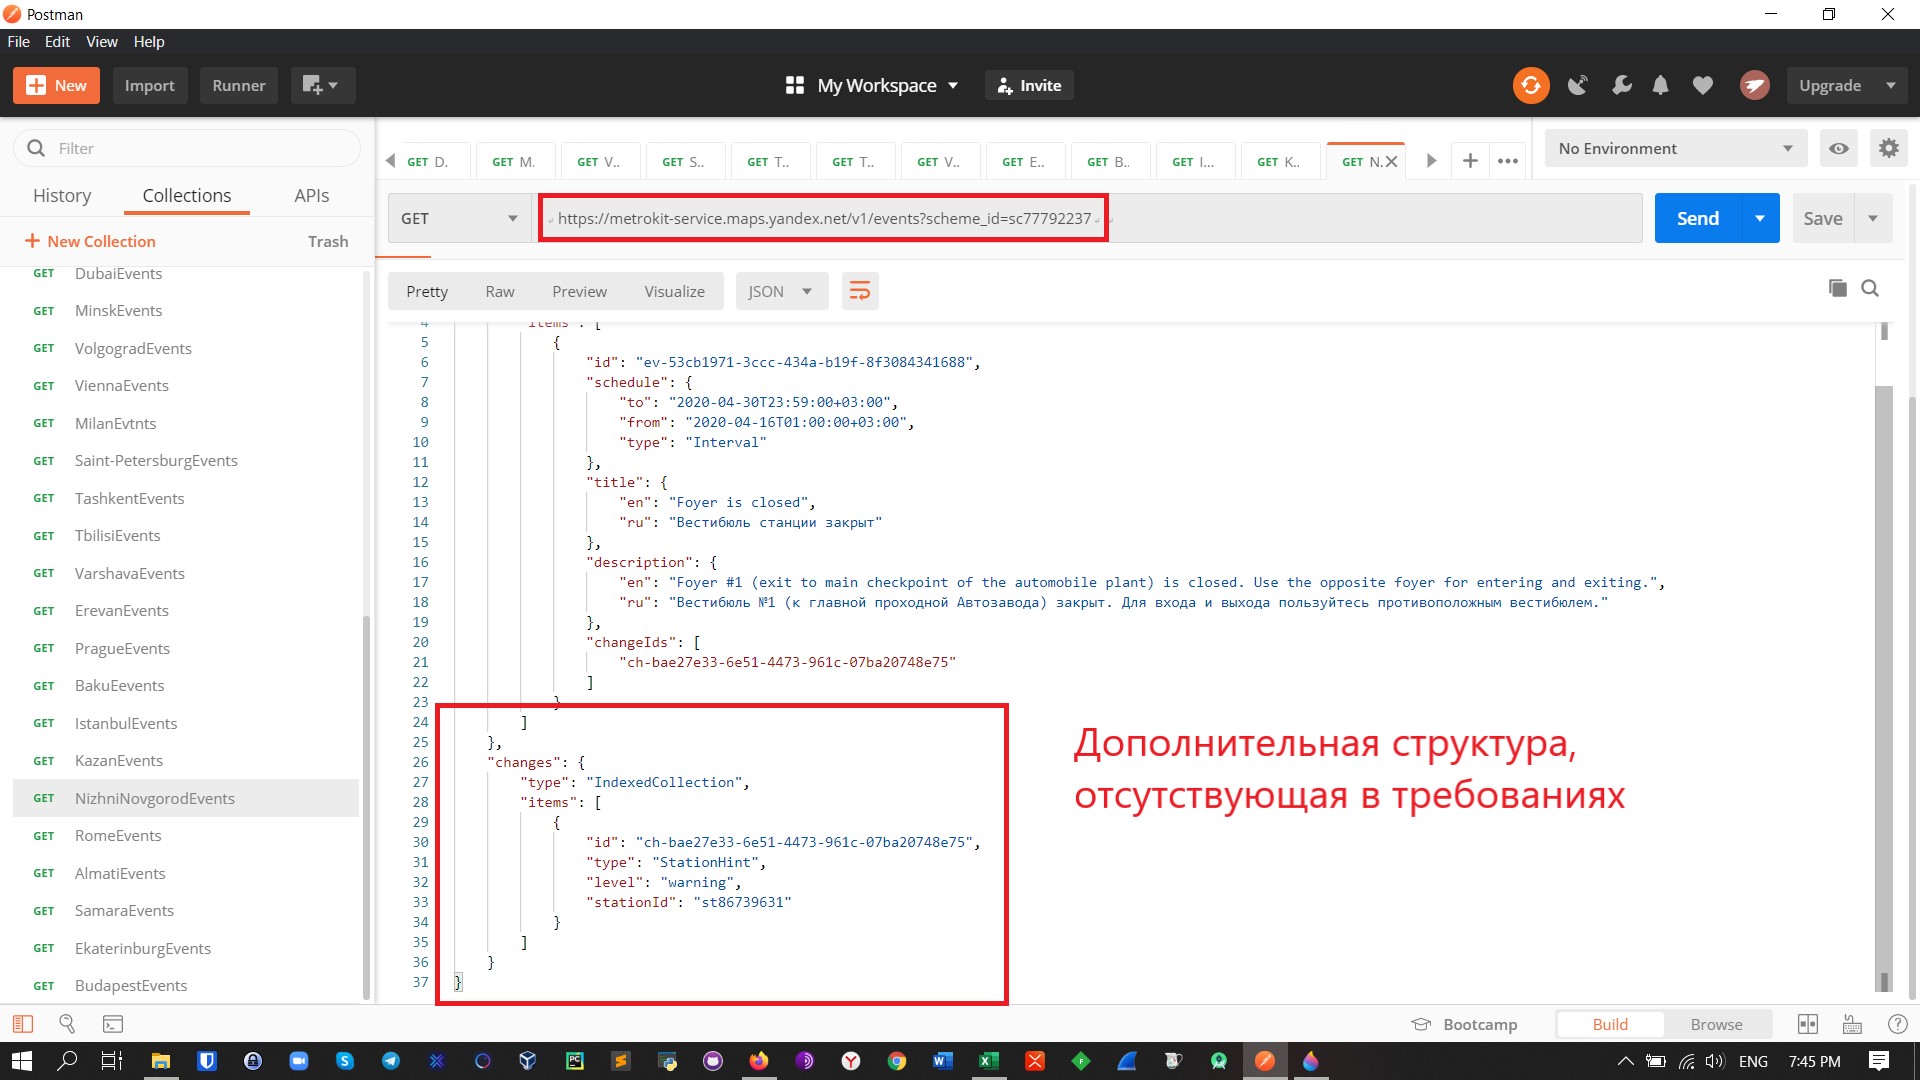 Postman
File Edit View Help
New Import Runner My Workspace Invite Upgrade
Filter
GET D. GET M. GET V.. GET S.. GET T.. GET T.. GET V.. GET E.. GET B.. GET I... GET K.. GET N.
No Environment
History Collections APIs
GET https://metrokit-service.maps.yandex.net/v1/events?scheme_id=sc77792237 Send Save
New Collection Trash
Pretty Raw Preview Visualize JSON
GET DubaiEvents
GET MinskEvents
GET VolgogradEvents
GET ViennaEvents
GET MilanEvtnts
GET Saint-PetersburgEvents
GET TashkentEvents
GET TbilisiEvents
GET VarshavaEvents
GET ErevanEvents
GET PragueEvents
GET BakuEevents
GET IstanbulEvents
GET KazanEvents
GET NizhniNovgorodEvents
GET RomeEvents
GET AlmatiEvents
GET SamaraEvents
GET EkaterinburgEvents
GET BudapestEvents
4 "items": [
5 {
6 "id": "ev-53cb1971-3ccc-434a-b19f-8f3084341688",
7 "schedule": {
8 "to": "2020-04-30T23:59:00+03:00",
9 "from": "2020-04-16T01:00:00+03:00",
10 "type": "Interval"
11 },
12 "title": {
13 "en": "Foyer is closed",
14 "ru": "Вестибюль станции закрыт"
15 },
16 "description": {
17 "en": "Foyer #1 (exit to main checkpoint of the automobile plant) is closed. Use the opposite foyer for entering and exiting.",
18 "ru": "Вестибюль №1 (к главной проходной Автозавода) закрыт. Для входа и выхода пользуйтесь противоположным вестибюлем."
19 },
20 "changeIds": [
21 "ch-bae27e33-6e51-4473-961c-07ba20748e75"
22 ]
23 }
24 ]
25 },
26 "changes": {
27 "type": "IndexedCollection",
28 "items": [
29 {
30 "id": "ch-bae27e33-6e51-4473-961c-07ba20748e75",
31 "type": "StationHint",
32 "level": "warning",
33 "stationId": "st86739631"
34 }
35 ]
36 }
37 }
Дополнительная структура,
отсутствующая в требованиях
Bootcamp Build Browse
ENG 7:45 PM